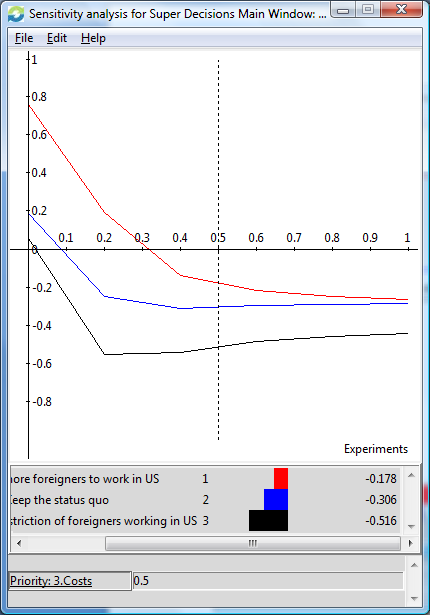 Sensitivity analysis for Super Decisions Main Window: ...
File Edit Help
1
0.8
0.6
0.4
0.2
0 0.1 0.2 0.3 0.4 0.5 0.6 0.7 0.8 0.9 1
-0.2
-0.4
-0.6
-0.8
Experiments
ore foreigners to work in US 1 -0.178
Keep the status quo 2 -0.306
striction of foreigners working in US 3 -0.516
Priority: 3.Costs 0.5